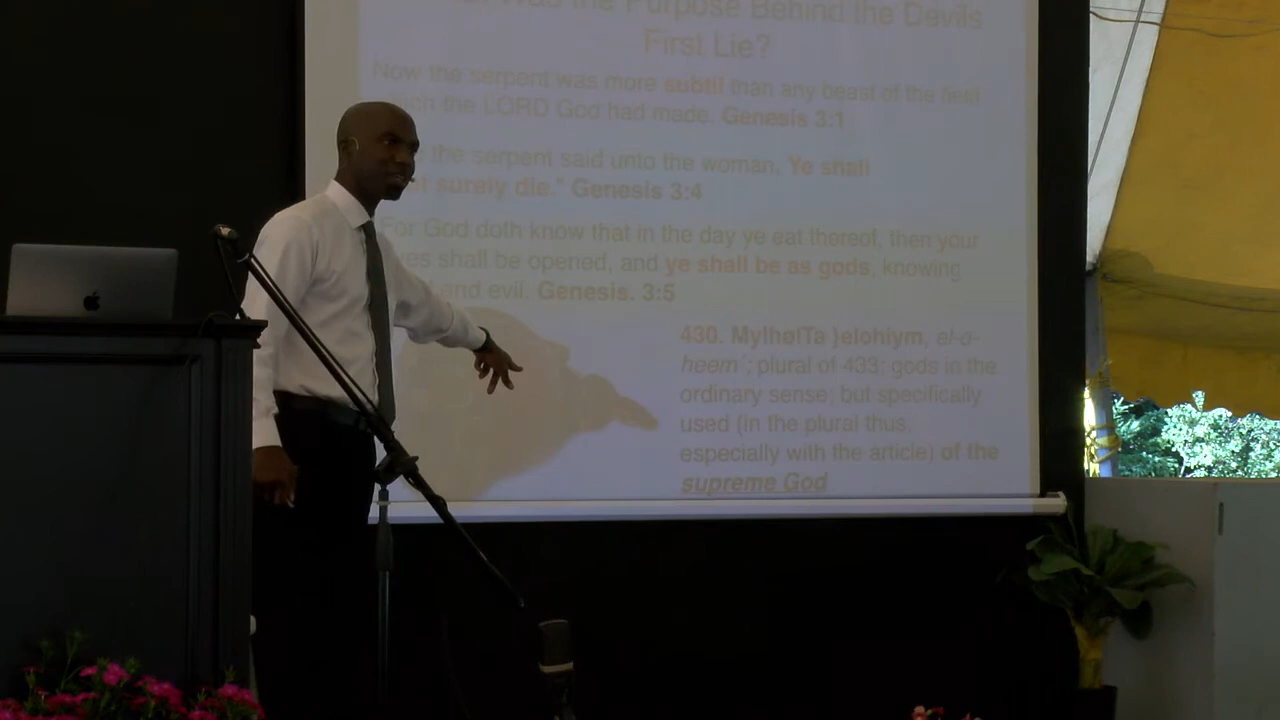 Was the Purpose Behind the Devils
First Lie?
Now the serpent was more subtil than any beast of the field
which the LORD God had made. Genesis 3:1
the serpent said unto the woman, Ye shall
surely die." Genesis 3:4
For God doth know that in the day ye eat thereof, then your
eyes shall be opened, and ye shall be as gods, knowing
and evil. Genesis. 3:5
430. MyIheITa }elohiym, el-o-
heem´; plural of 433; gods in the
ordinary sense; but specifically
used (in the plural thus,
especially with the article) of the
supreme God